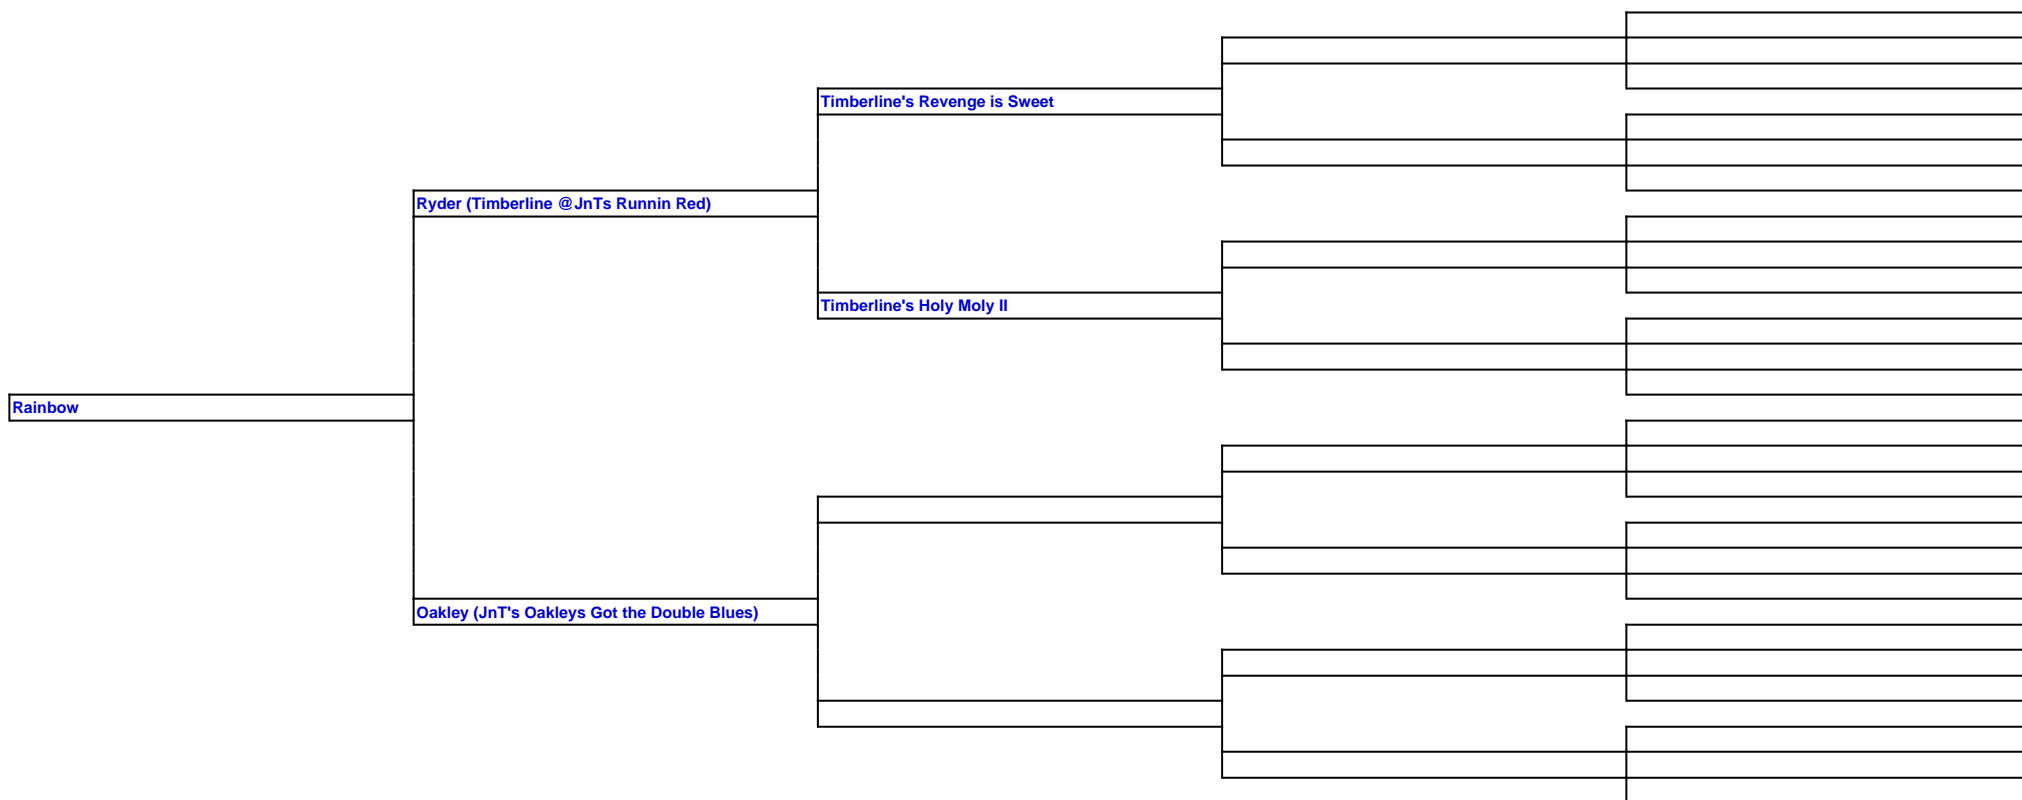 Timberline's Revenge is Sweet
Ryder (Timberline @JnTs Runnin Red)
Timberline's Holy Moly II
Rainbow
Oakley (JnT's Oakleys Got the Double Blues)